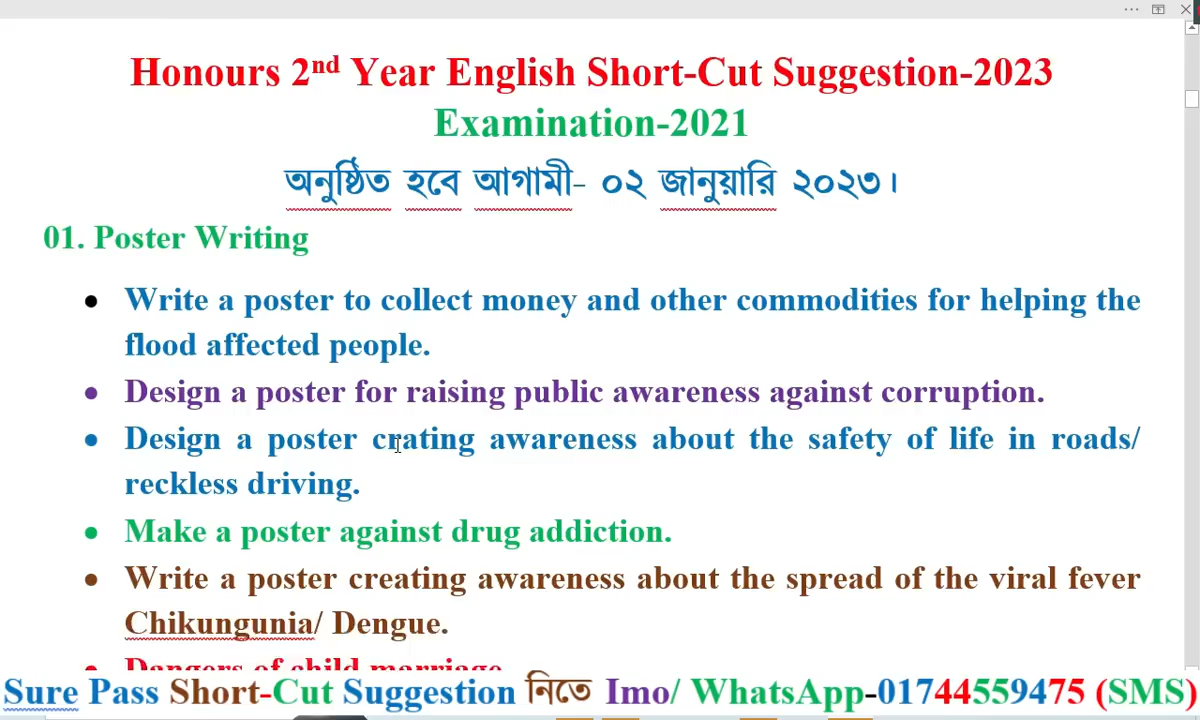 Honours 2nd Year English Short-Cut Suggestion-2023
Examination-2021
অনুষ্ঠিত হবে আগামী- ০২ জানুয়ারি ২০২৩।
01. Poster Writing
• Write a poster to collect money and other commodities for helping the
flood affected people.
• Design a poster for raising public awareness against corruption.
• Design a poster crating awareness about the safety of life in roads/
reckless driving.
• Make a poster against drug addiction.
• Write a poster creating awareness about the spread of the viral fever
Chikungunia/ Dengue.
• Dangers of child marriage
Sure Pass Short-Cut Suggestion নিতে Imo/ WhatsApp-01744559475 (SMS)